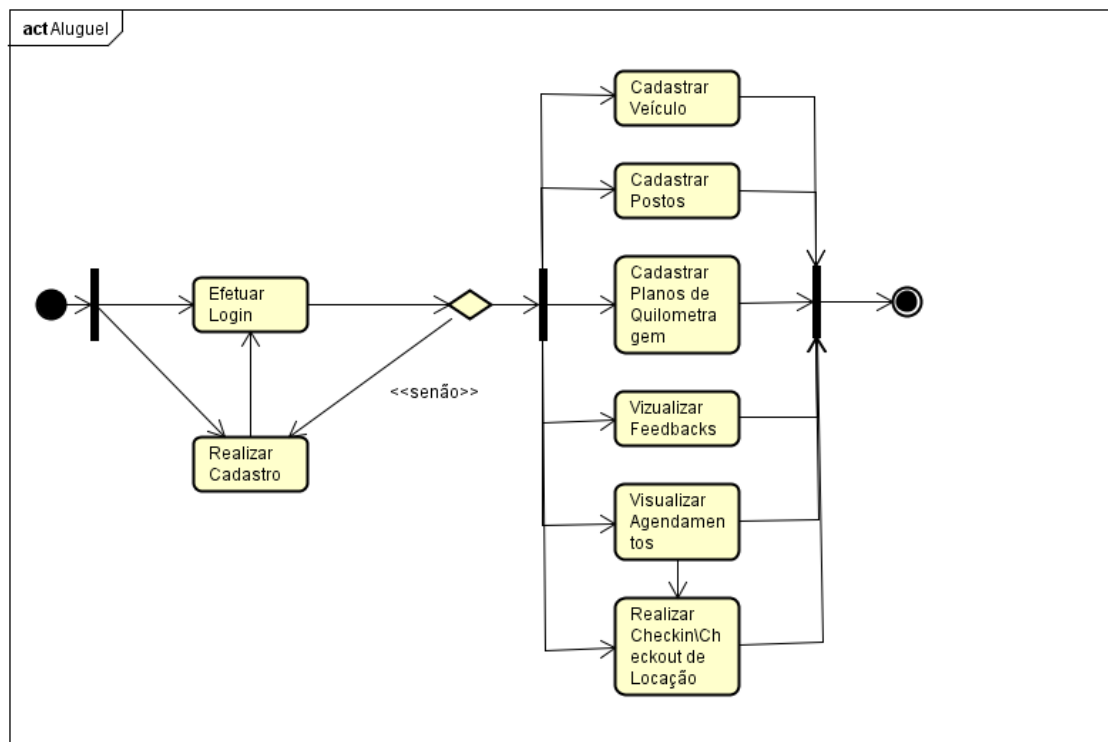 act Aluguel
Cadastrar
Veículo
Cadastrar
Postos
Cadastrar
Planos de
Quilometra
gem
Efetuar
Login
<<senão>>
Vizualizar
Feedbacks
Realizar
Cadastro
Visualizar
Agendamen
tos
Realizar
Checkin\Ch
eckout de
Locação